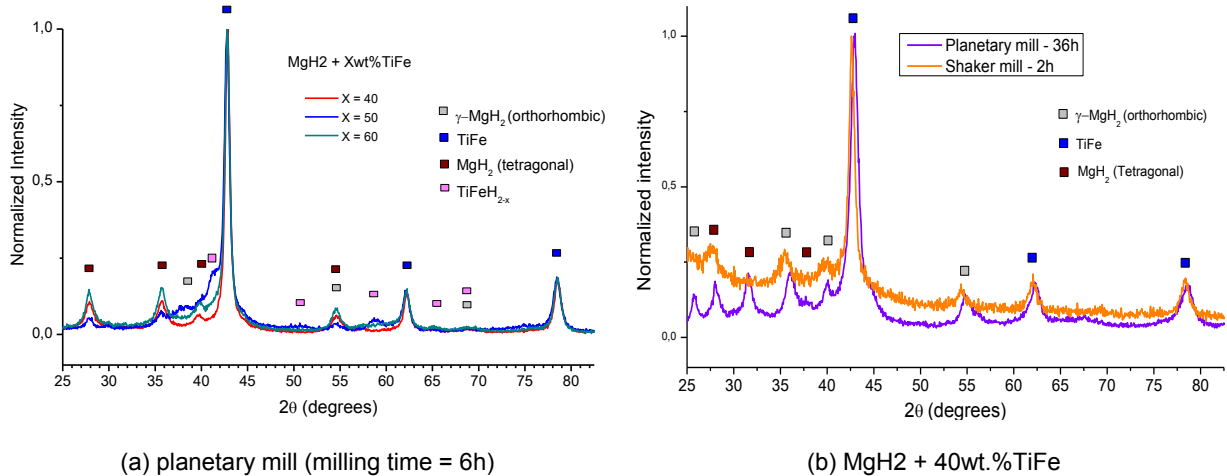 1,0
0,5
0,0
Normalized Intensity
MgH2 + Xwt%TiFe
X = 40
X = 50
X = 60
γ−MgH₂ (orthorhombic)
TiFe
MgH₂ (tetragonal)
TiFeH₂₋ₓ
25 30 35 40 45 50 55 60 65 70 75 80
2θ (degrees)
(a) planetary mill (milling time = 6h)
1,0
0,5
0,0
Normalized intensity
Planetary mill - 36h
Shaker mill - 2h
γ−MgH₂ (orthorhombic)
TiFe
MgH₂ (Tetragonal)
25 30 35 40 45 50 55 60 65 70 75 80
2θ (degrees)
(b) MgH2 + 40wt.%TiFe